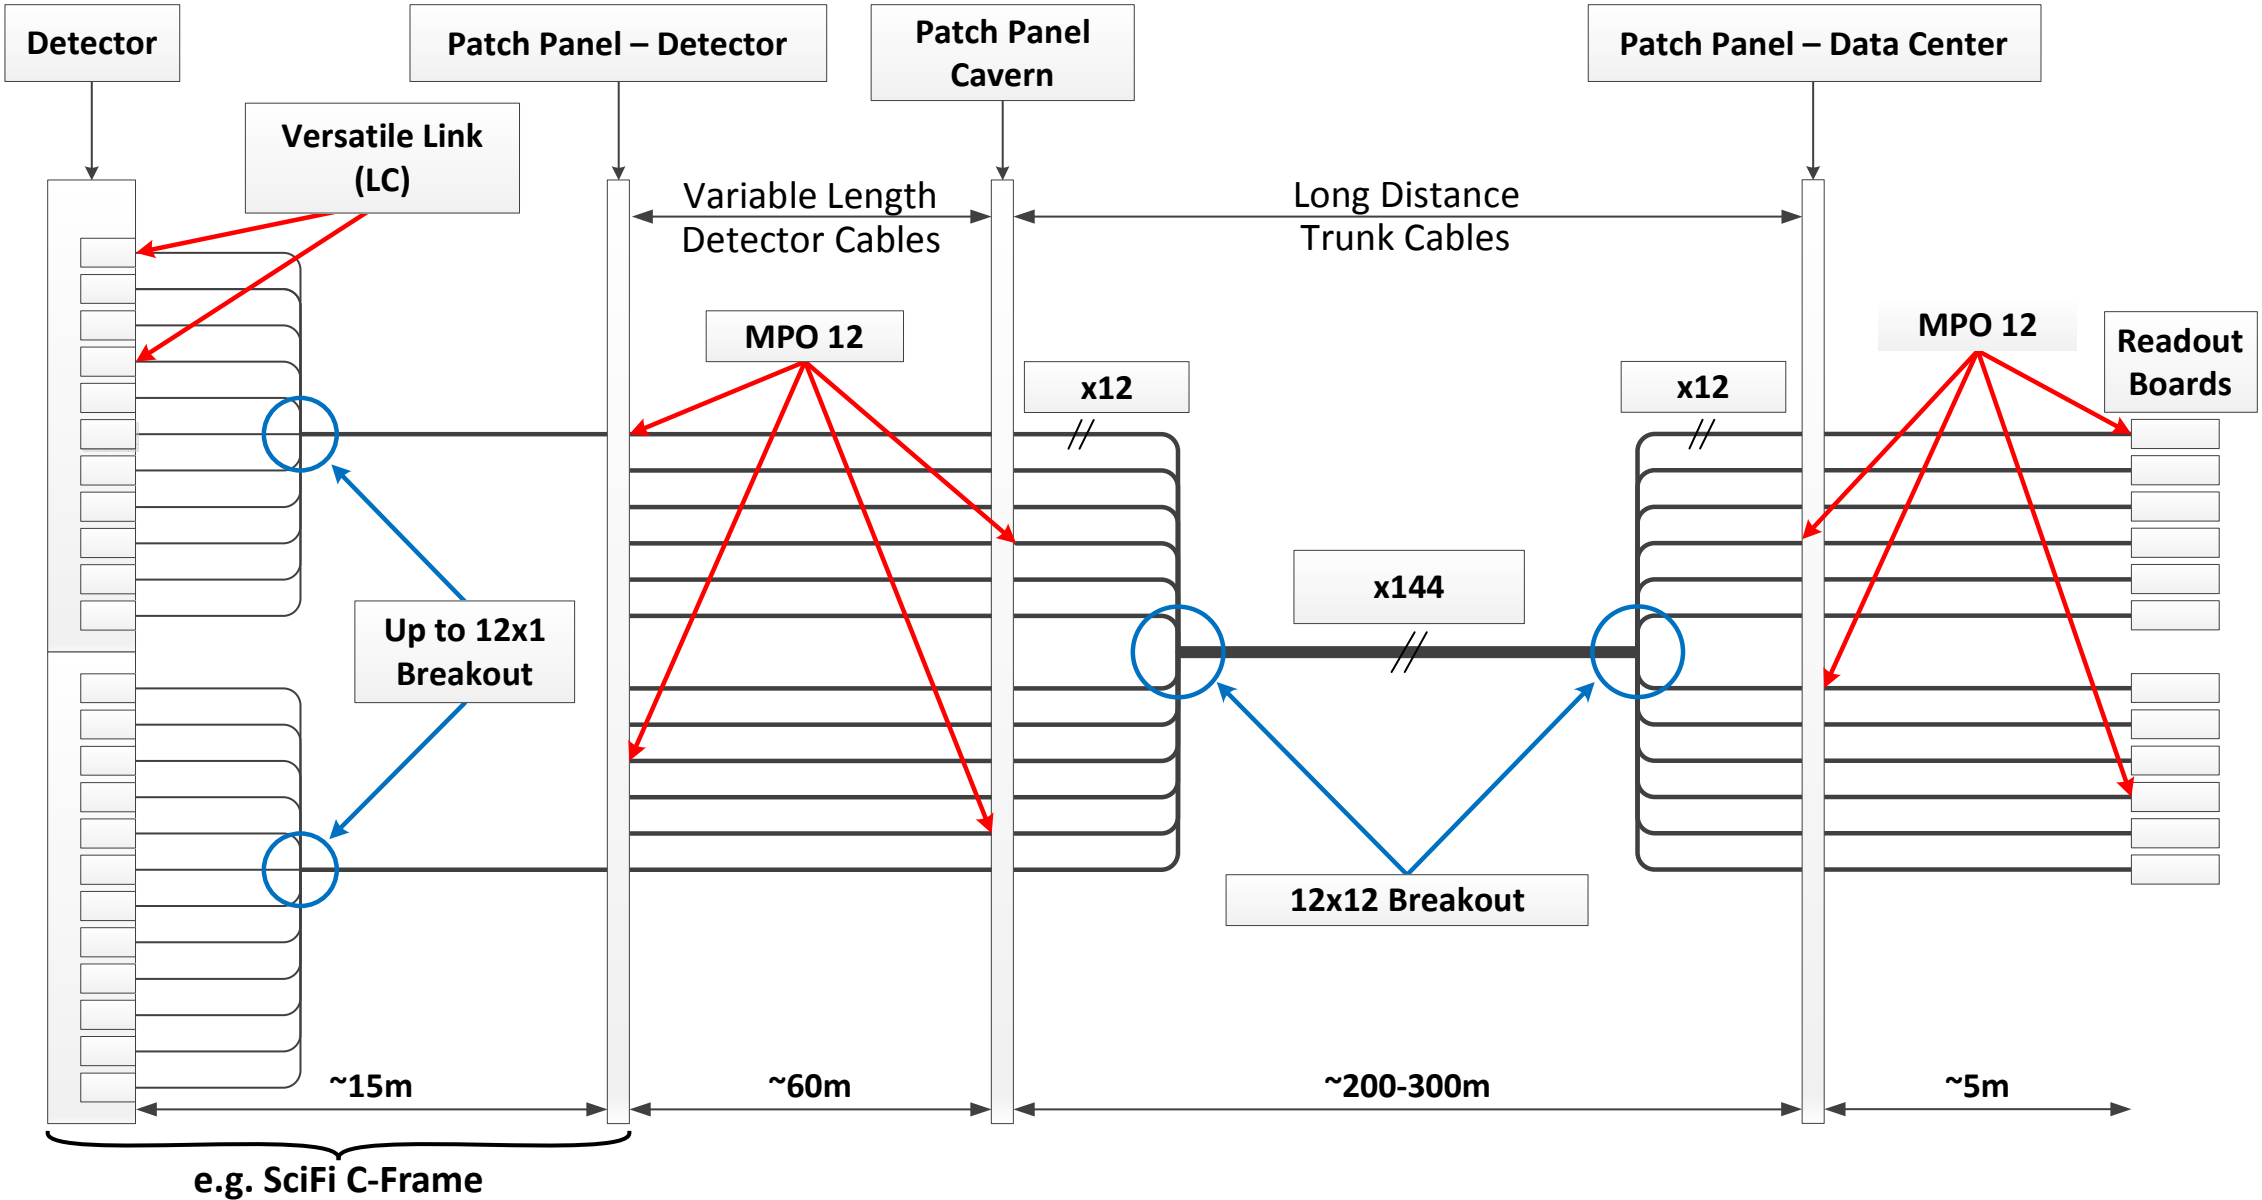 Detector
Patch Panel – Detector
Patch Panel
Cavern
Patch Panel – Data Center
Versatile Link
(LC)
Variable Length
Detector Cables
Long Distance
Trunk Cables
MPO 12
MPO 12
Readout
Boards
x12
x12
x144
Up to 12x1
Breakout
12x12 Breakout
~15m
~60m
~200-300m
~5m
e.g. SciFi C-Frame